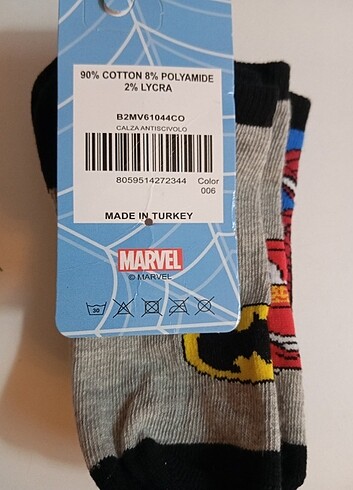 90% COTTON 8% POLYAMIDE
2% LYCRA
B2MV61044CO
CALZA ANTISCIVOLO
8059514272344 Color
006
MADE IN TURKEY
MARVEL
© MARVEL
30